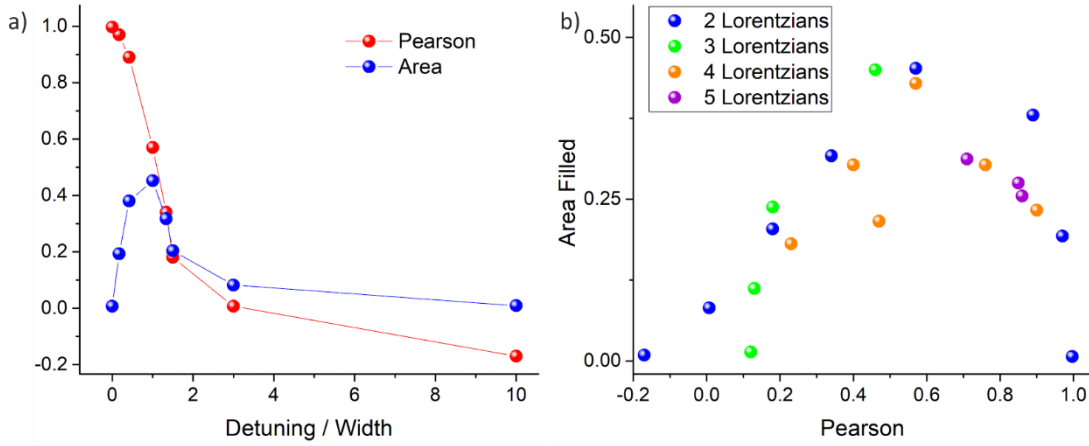 a)
1.0
0.8
0.6
0.4
0.2
0.0
-0.2
Pearson
Area
0 2 4 6 8 10
Detuning / Width
b)
2 Lorentzians
3 Lorentzians
4 Lorentzians
5 Lorentzians
Area Filled
0.50
0.25
0.00
-0.2 0.0 0.2 0.4 0.6 0.8 1.0
Pearson